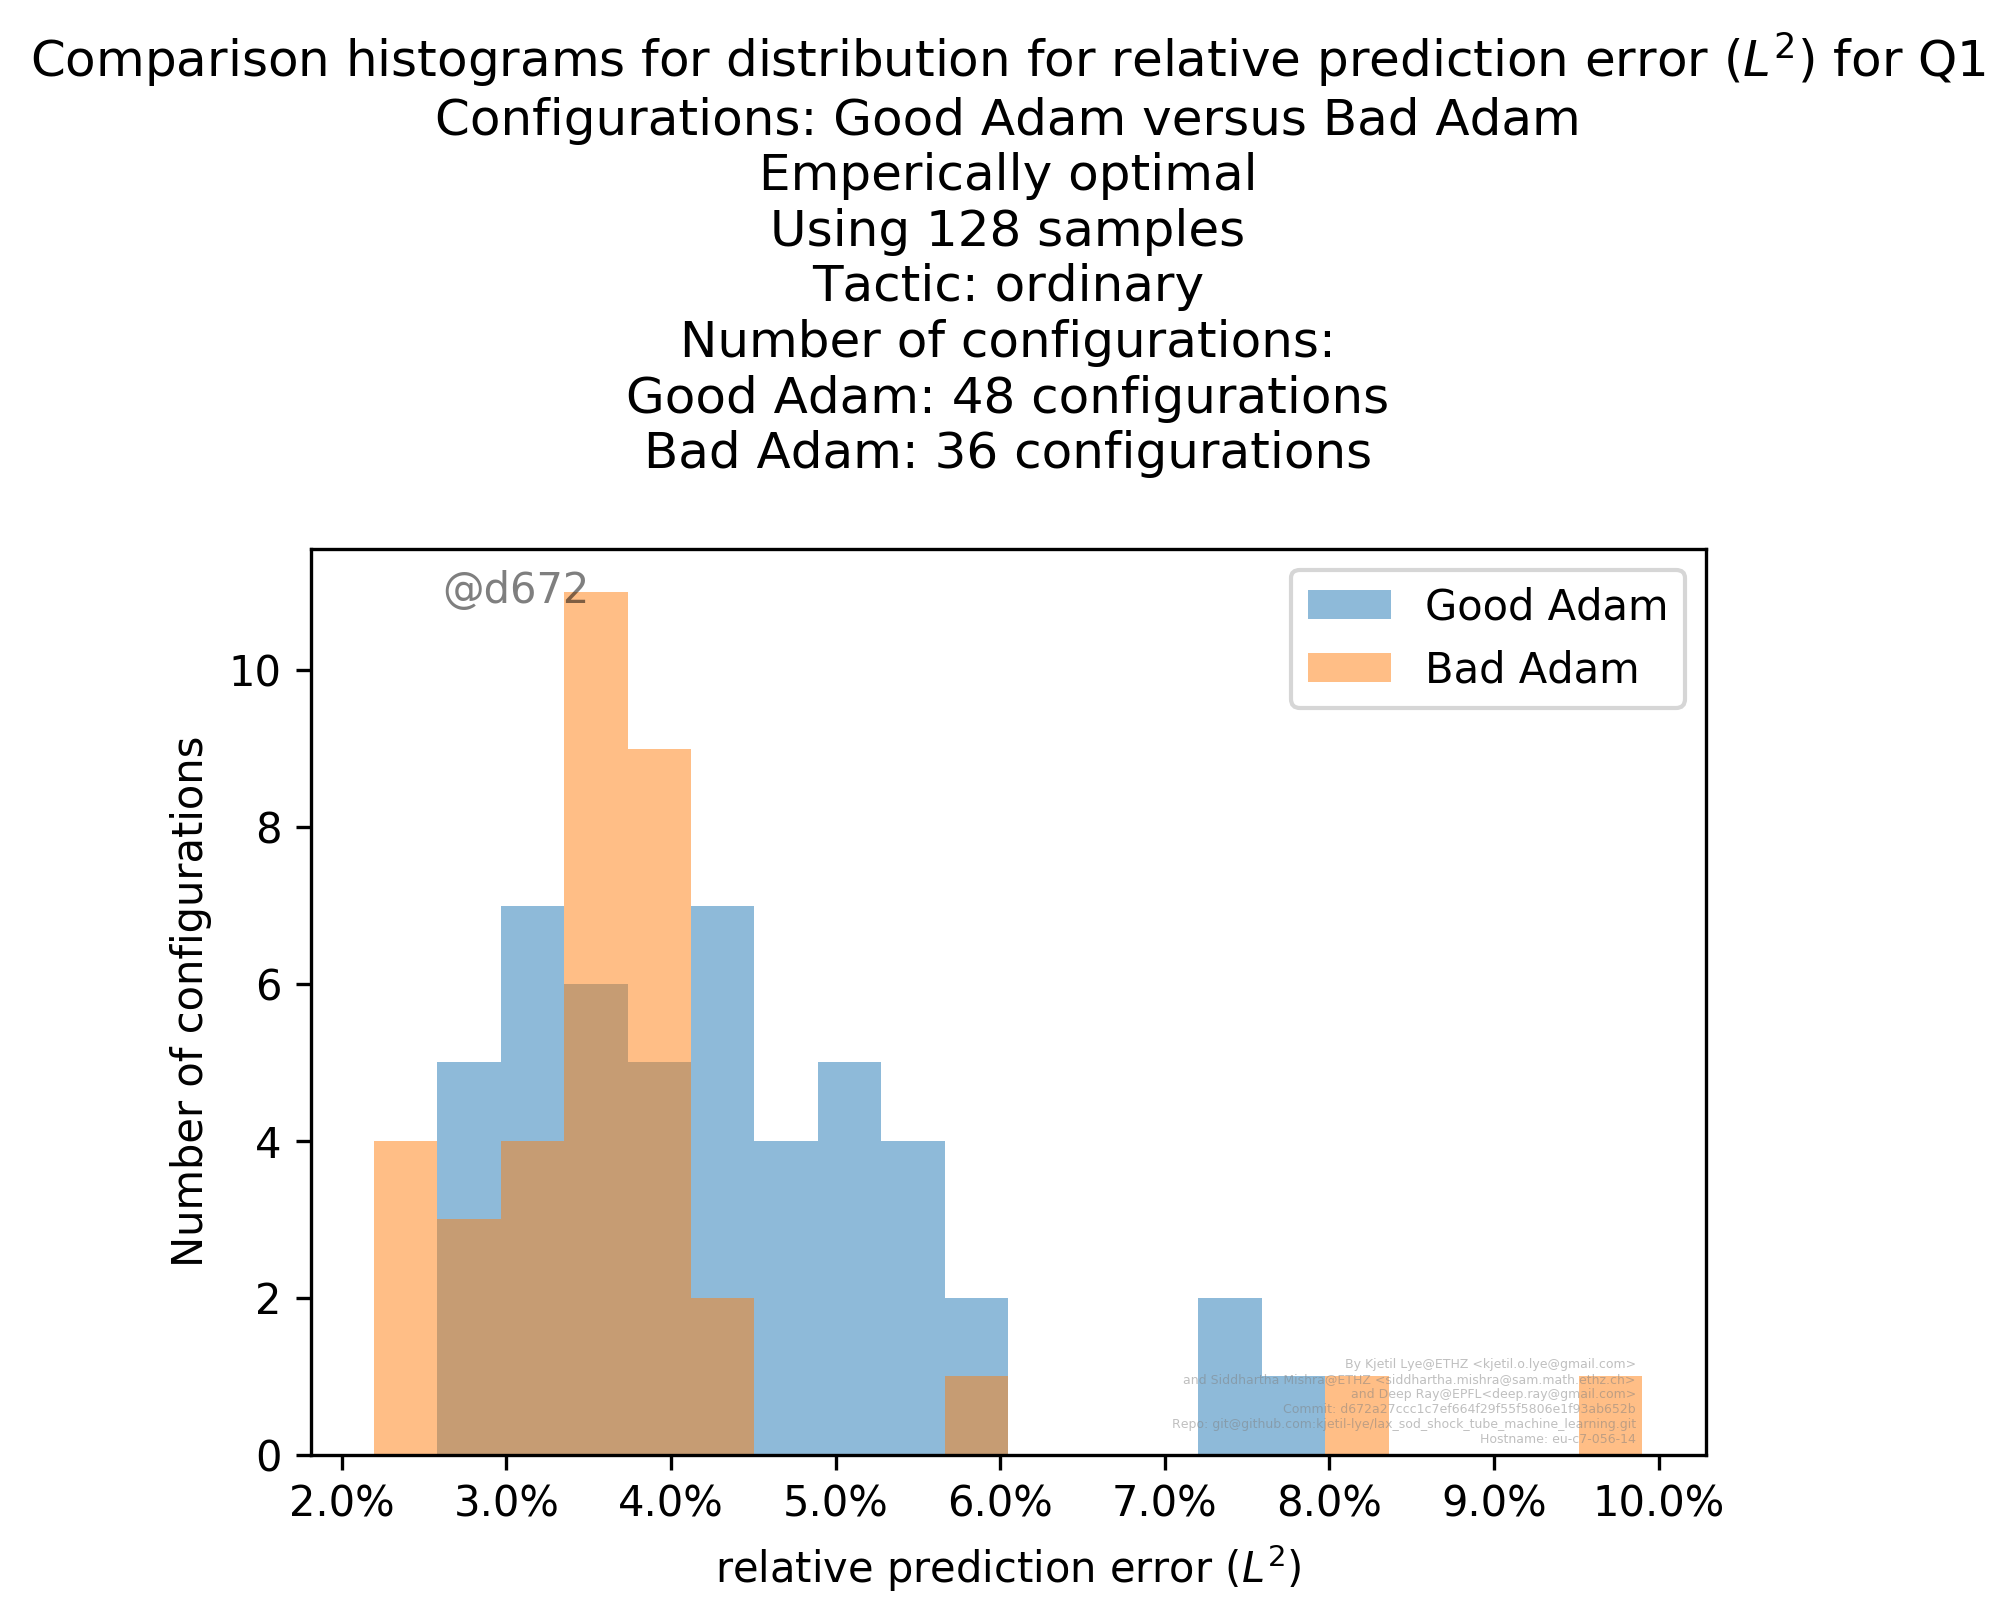 Comparison histograms for distribution for relative prediction error (L²) for Q1
Configurations: Good Adam versus Bad Adam
Emperically optimal
Using 128 samples
Tactic: ordinary
Number of configurations:
Good Adam: 48 configurations
Bad Adam: 36 configurations
@d672
Good Adam
Bad Adam
10
8
6
4
2
0
Number of configurations
By Kjetil Lye@ETHZ <kjetil.o.lye@gmail.com>
and Siddhartha Mishra@ETHZ <siddhartha.mishra@sam.math.ethz.ch>
and Deep Ray@EPFL<deep.ray@gmail.com>
Commit: d672a27ccc1c7ef664f29f55f5806e1f93ab652b
Repo: git@github.com:kjetil-lye/lax_sod_shock_tube_machine_learning.git
Hostname: eu-c7-056-14
2.0% 3.0% 4.0% 5.0% 6.0% 7.0% 8.0% 9.0% 10.0%
relative prediction error (L²)